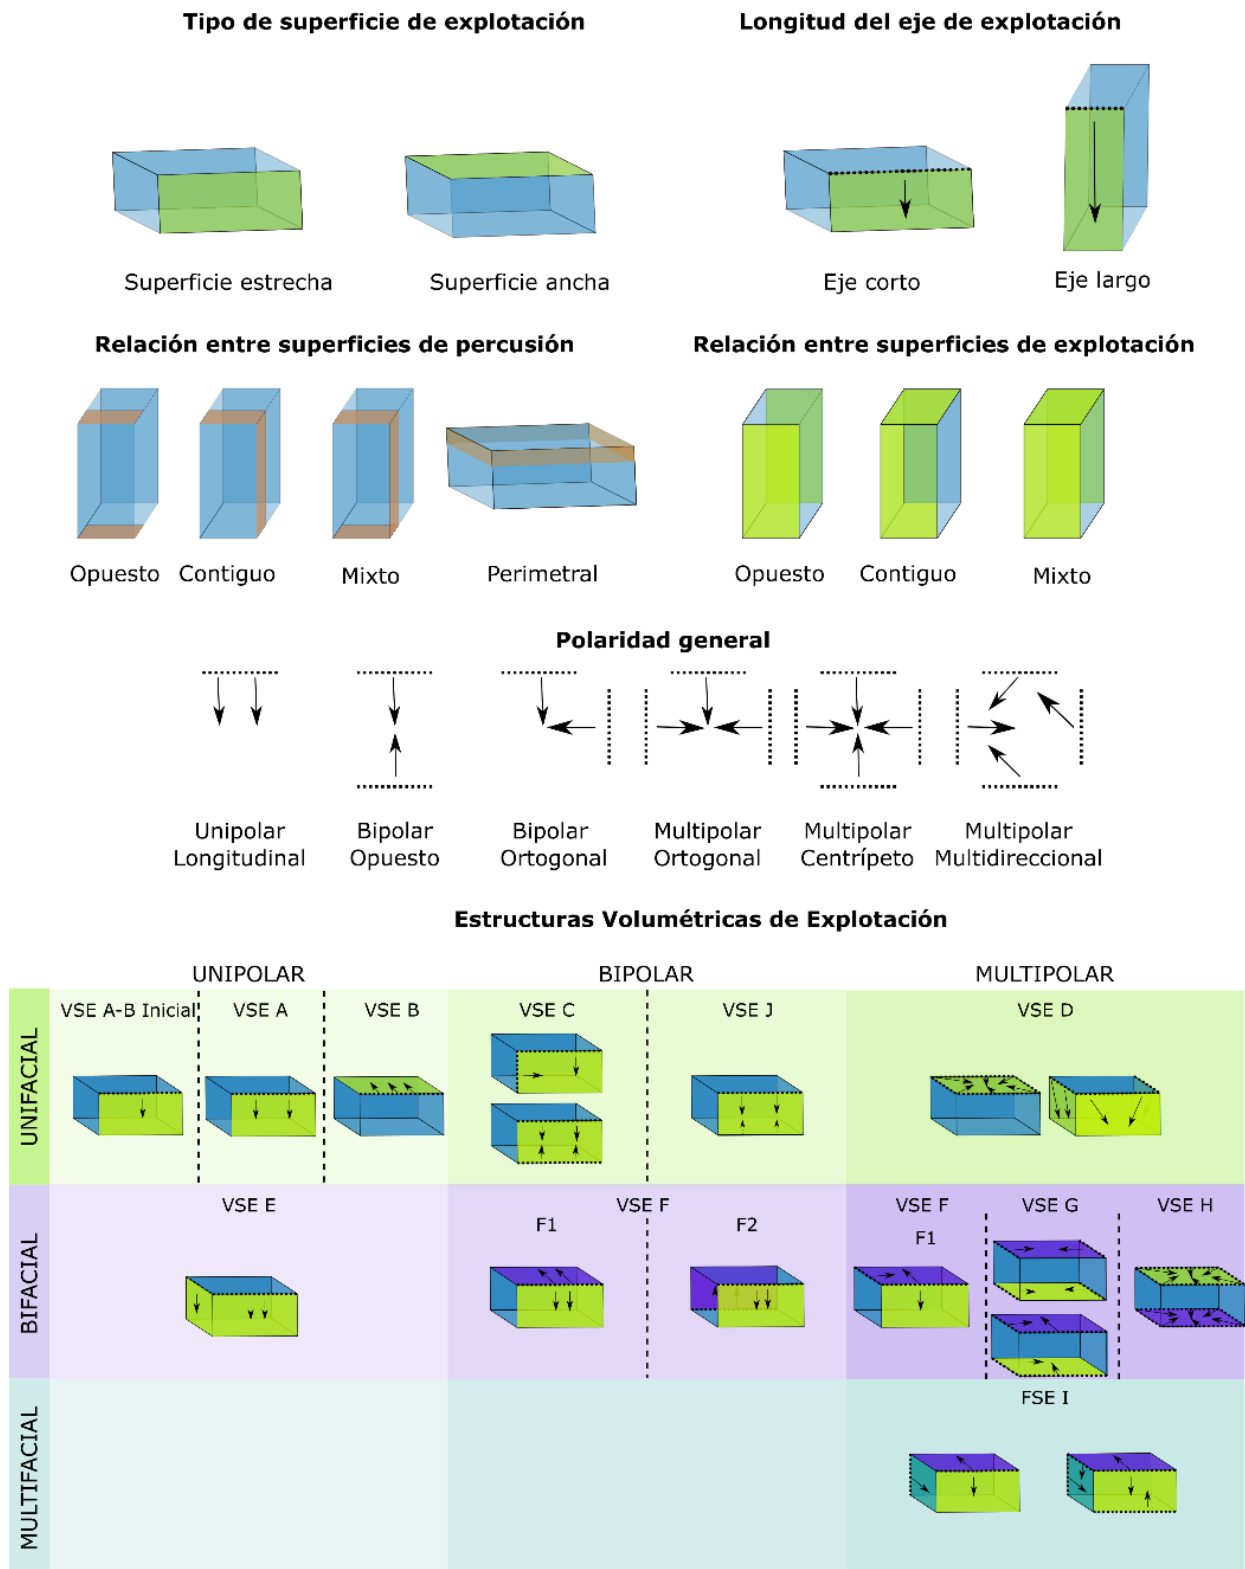 Tipo de superficie de explotación
Longitud del eje de explotación
Superficie estrecha
Superficie ancha
Eje corto
Eje largo
Relación entre superficies de percusión
Relación entre superficies de explotación
Opuesto
Contiguo
Mixto
Perimetral
Opuesto
Contiguo
Mixto
Polaridad general
Unipolar
Longitudinal
Bipolar
Opuesto
Bipolar
Ortogonal
Multipolar
Ortogonal
Multipolar
Centrípeto
Multipolar
Multidireccional
Estructuras Volumétricas de Explotación
UNIPOLAR
BIPOLAR
MULTIPOLAR
UNIFACIAL
VSE A-B Inicial
VSE A
VSE B
VSE C
VSE J
VSE D
BIFACIAL
VSE E
VSE F
F1
F2
VSE F
F1
VSE G
VSE H
MULTIFACIAL
FSE I